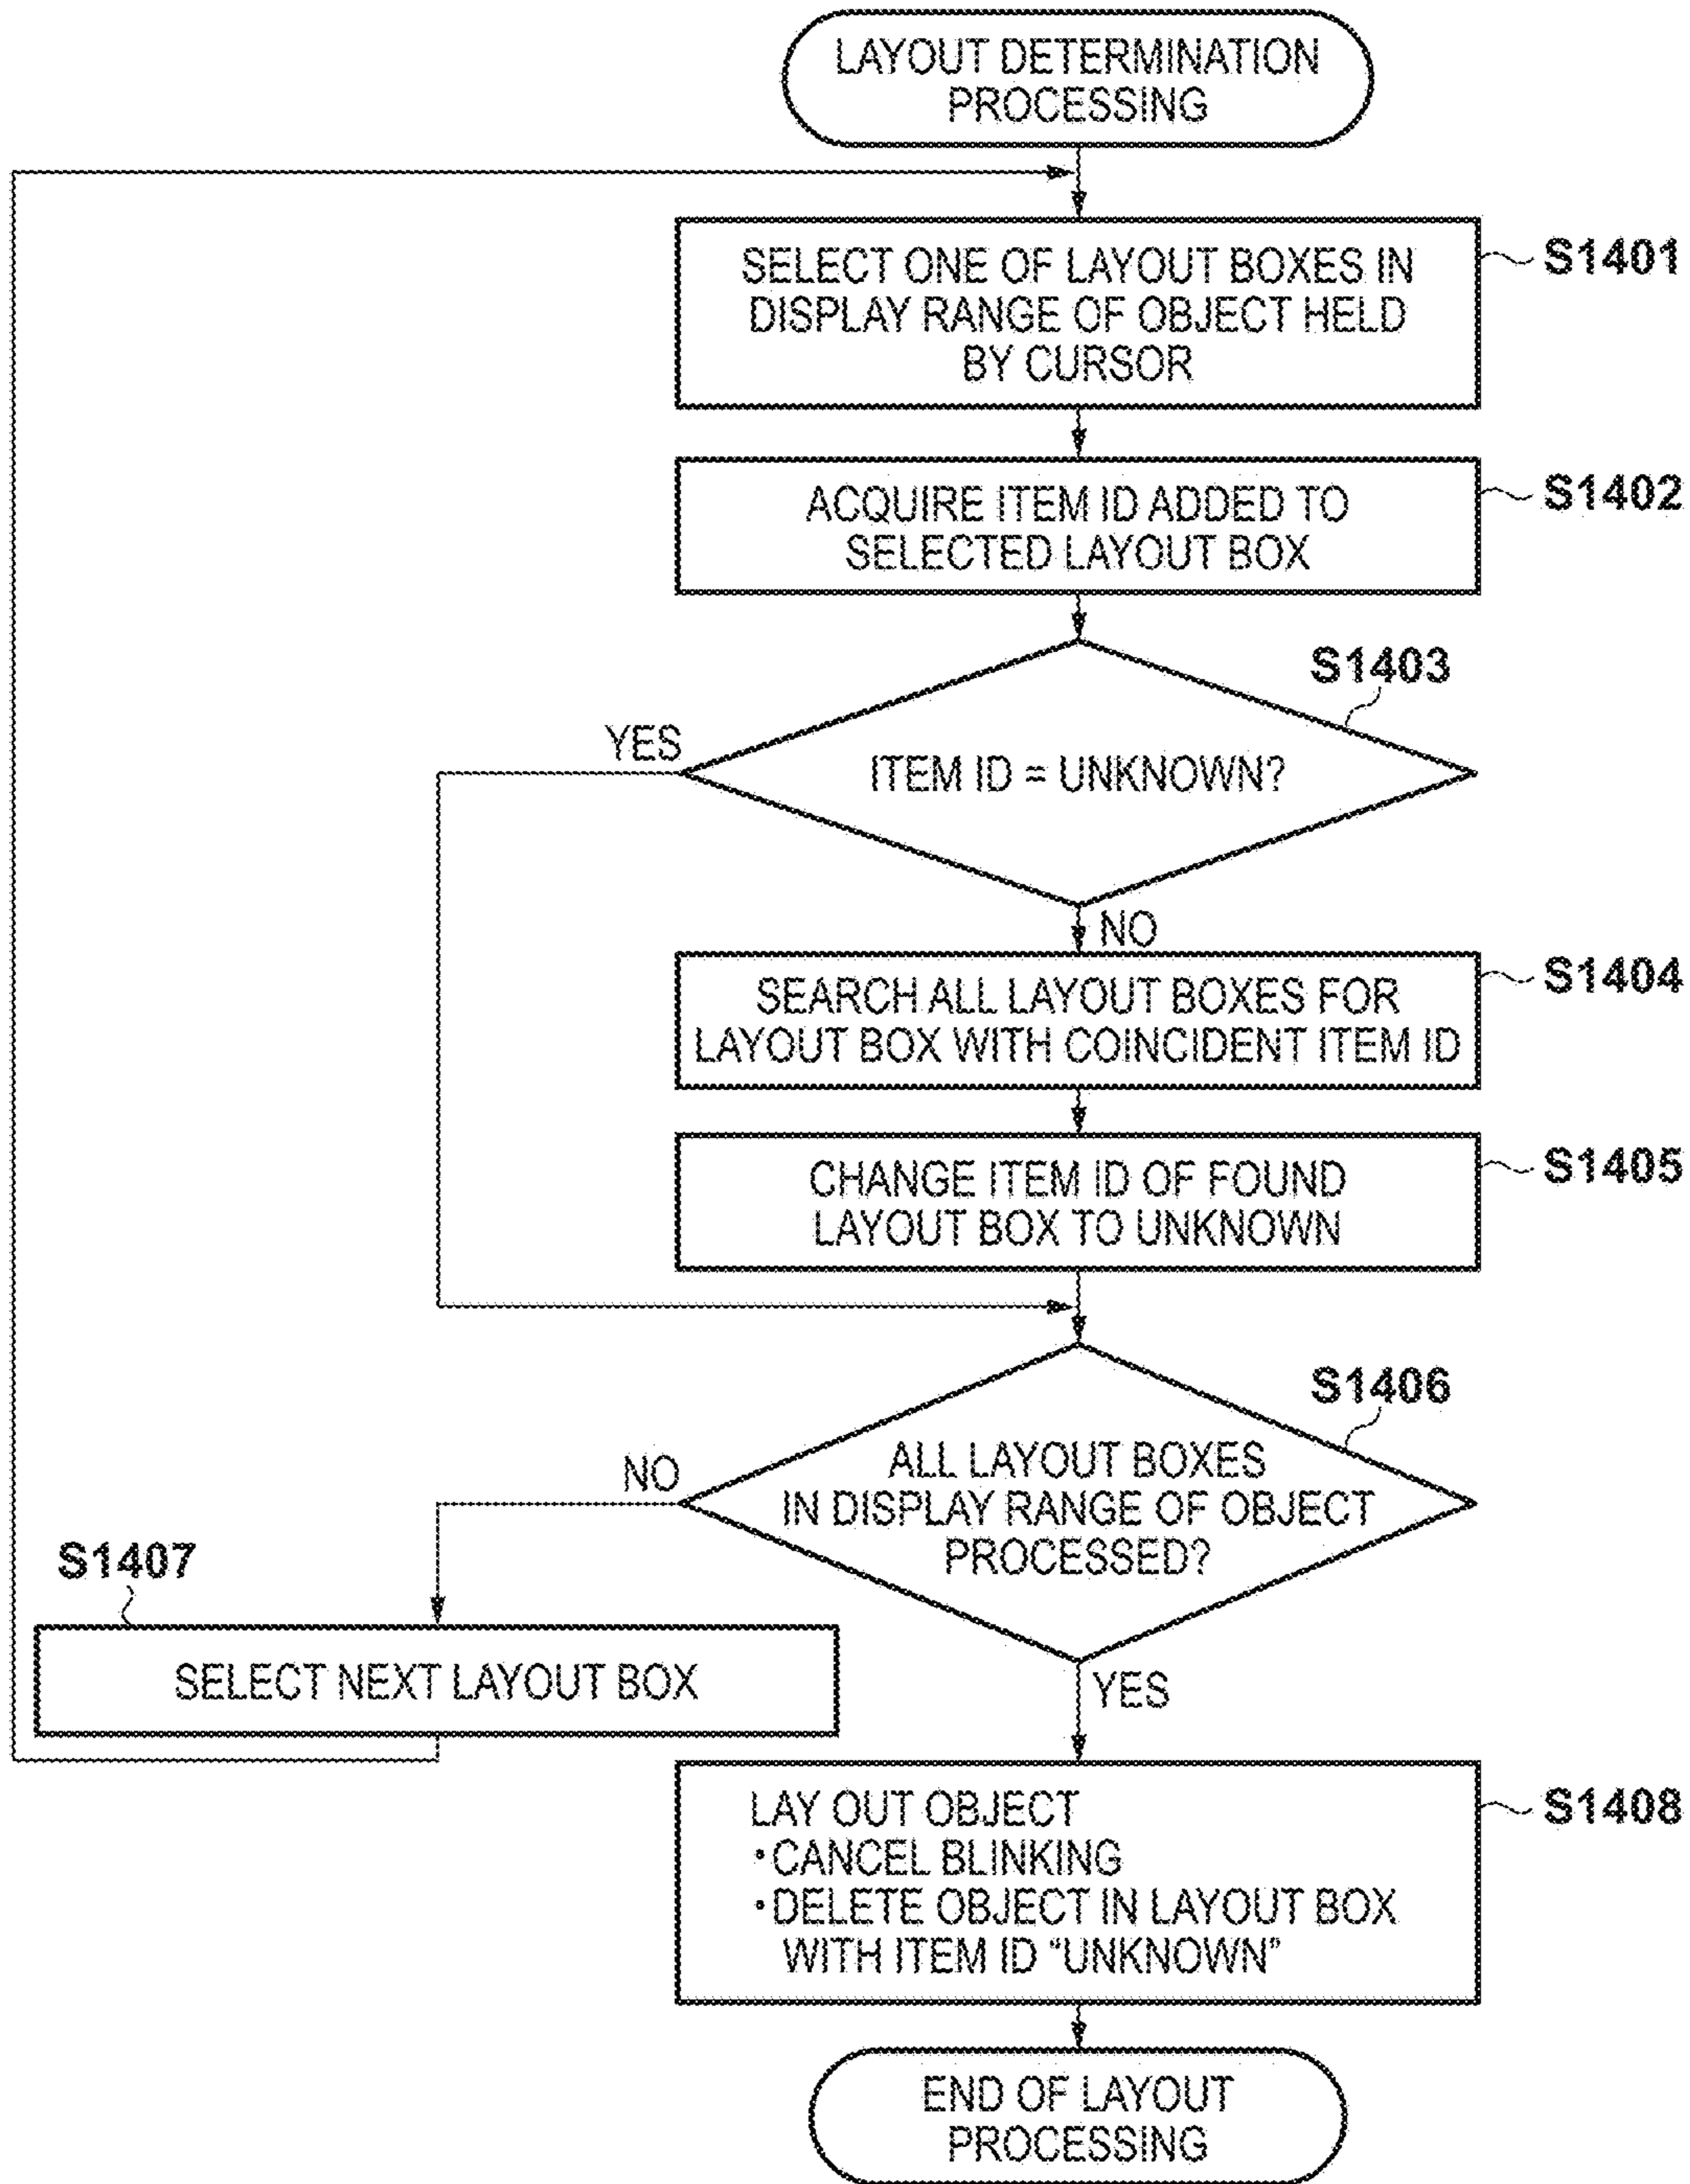 LAYOUT DETERMINATION
PROCESSING
SELECT ONE OF LAYOUT BOXES IN
DISPLAY RANGE OF OBJECT HELD
BY CURSOR
S1401
ACQUIRE ITEM ID ADDED TO
SELECTED LAYOUT BOX
S1402
S1403
YES
ITEM ID = UNKNOWN?
NO
SEARCH ALL LAYOUT BOXES FOR
LAYOUT BOX WITH COINCIDENT ITEM ID
S1404
CHANGE ITEM ID OF FOUND
LAYOUT BOX TO UNKNOWN
S1405
S1406
NO
ALL LAYOUT BOXES
IN DISPLAY RANGE OF OBJECT
PROCESSED?
S1407
SELECT NEXT LAYOUT BOX
YES
LAY OUT OBJECT
・CANCEL BLINKING
・DELETE OBJECT IN LAYOUT BOX
WITH ITEM ID “UNKNOWN”
S1408
END OF LAYOUT
PROCESSING